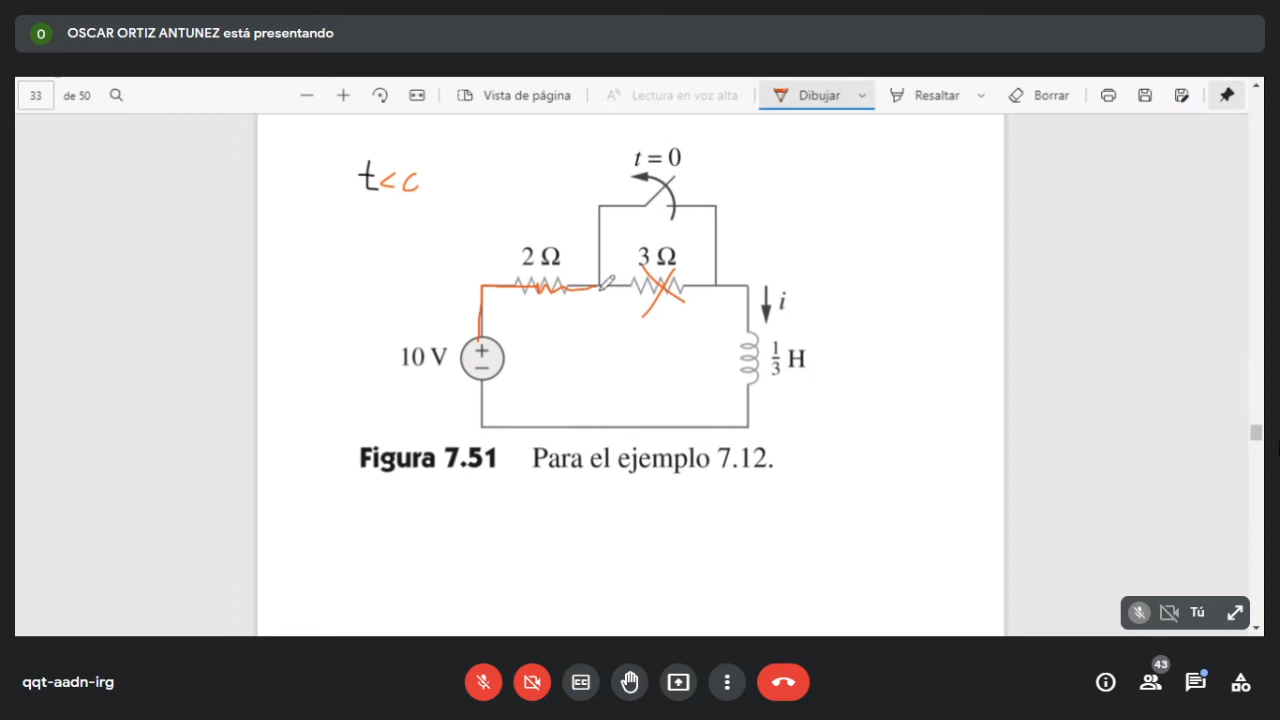 O OSCAR ORTIZ ANTUNEZ está presentando
33 de 50 Vista de página Lectura en voz alta Dibujar Resaltar Borrar
t = 0
t<c
2 Ω 3 Ω
i
10 V + − 1/3 H
Figura 7.51 Para el ejemplo 7.12.
Tú
qqt-aadn-irg
43